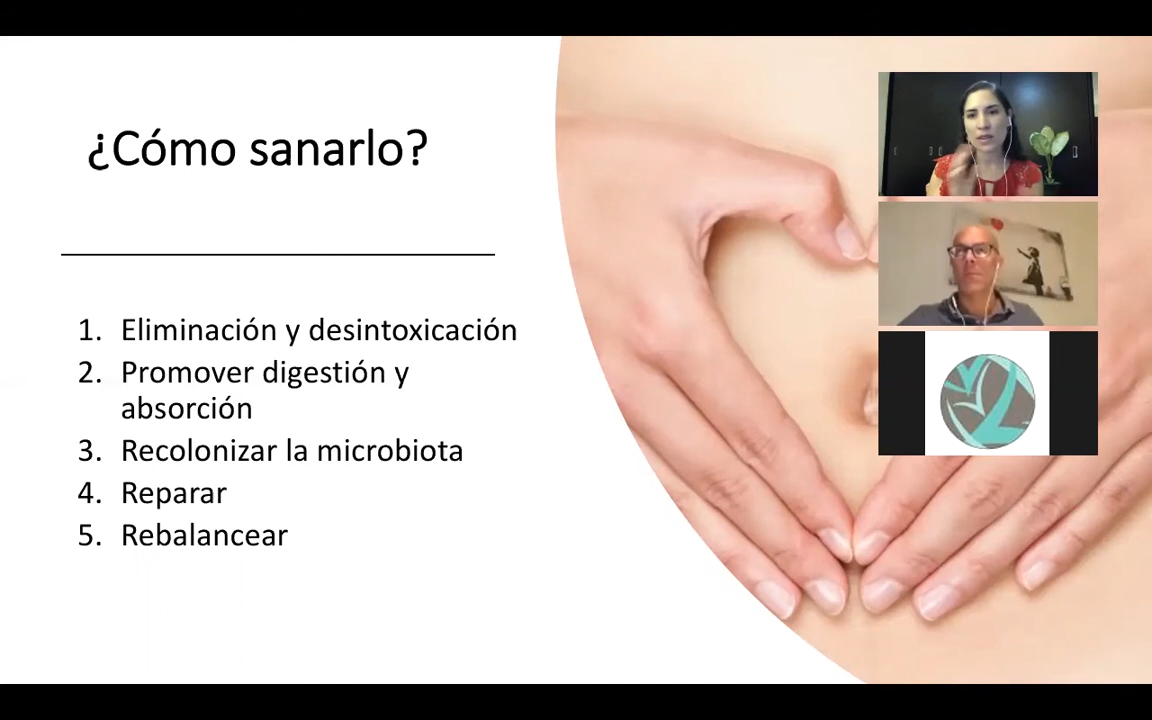 ¿Cómo sanarlo?
1. Eliminación y desintoxicación
2. Promover digestión y
absorción
3. Recolonizar la microbiota
4. Reparar
5. Rebalancear